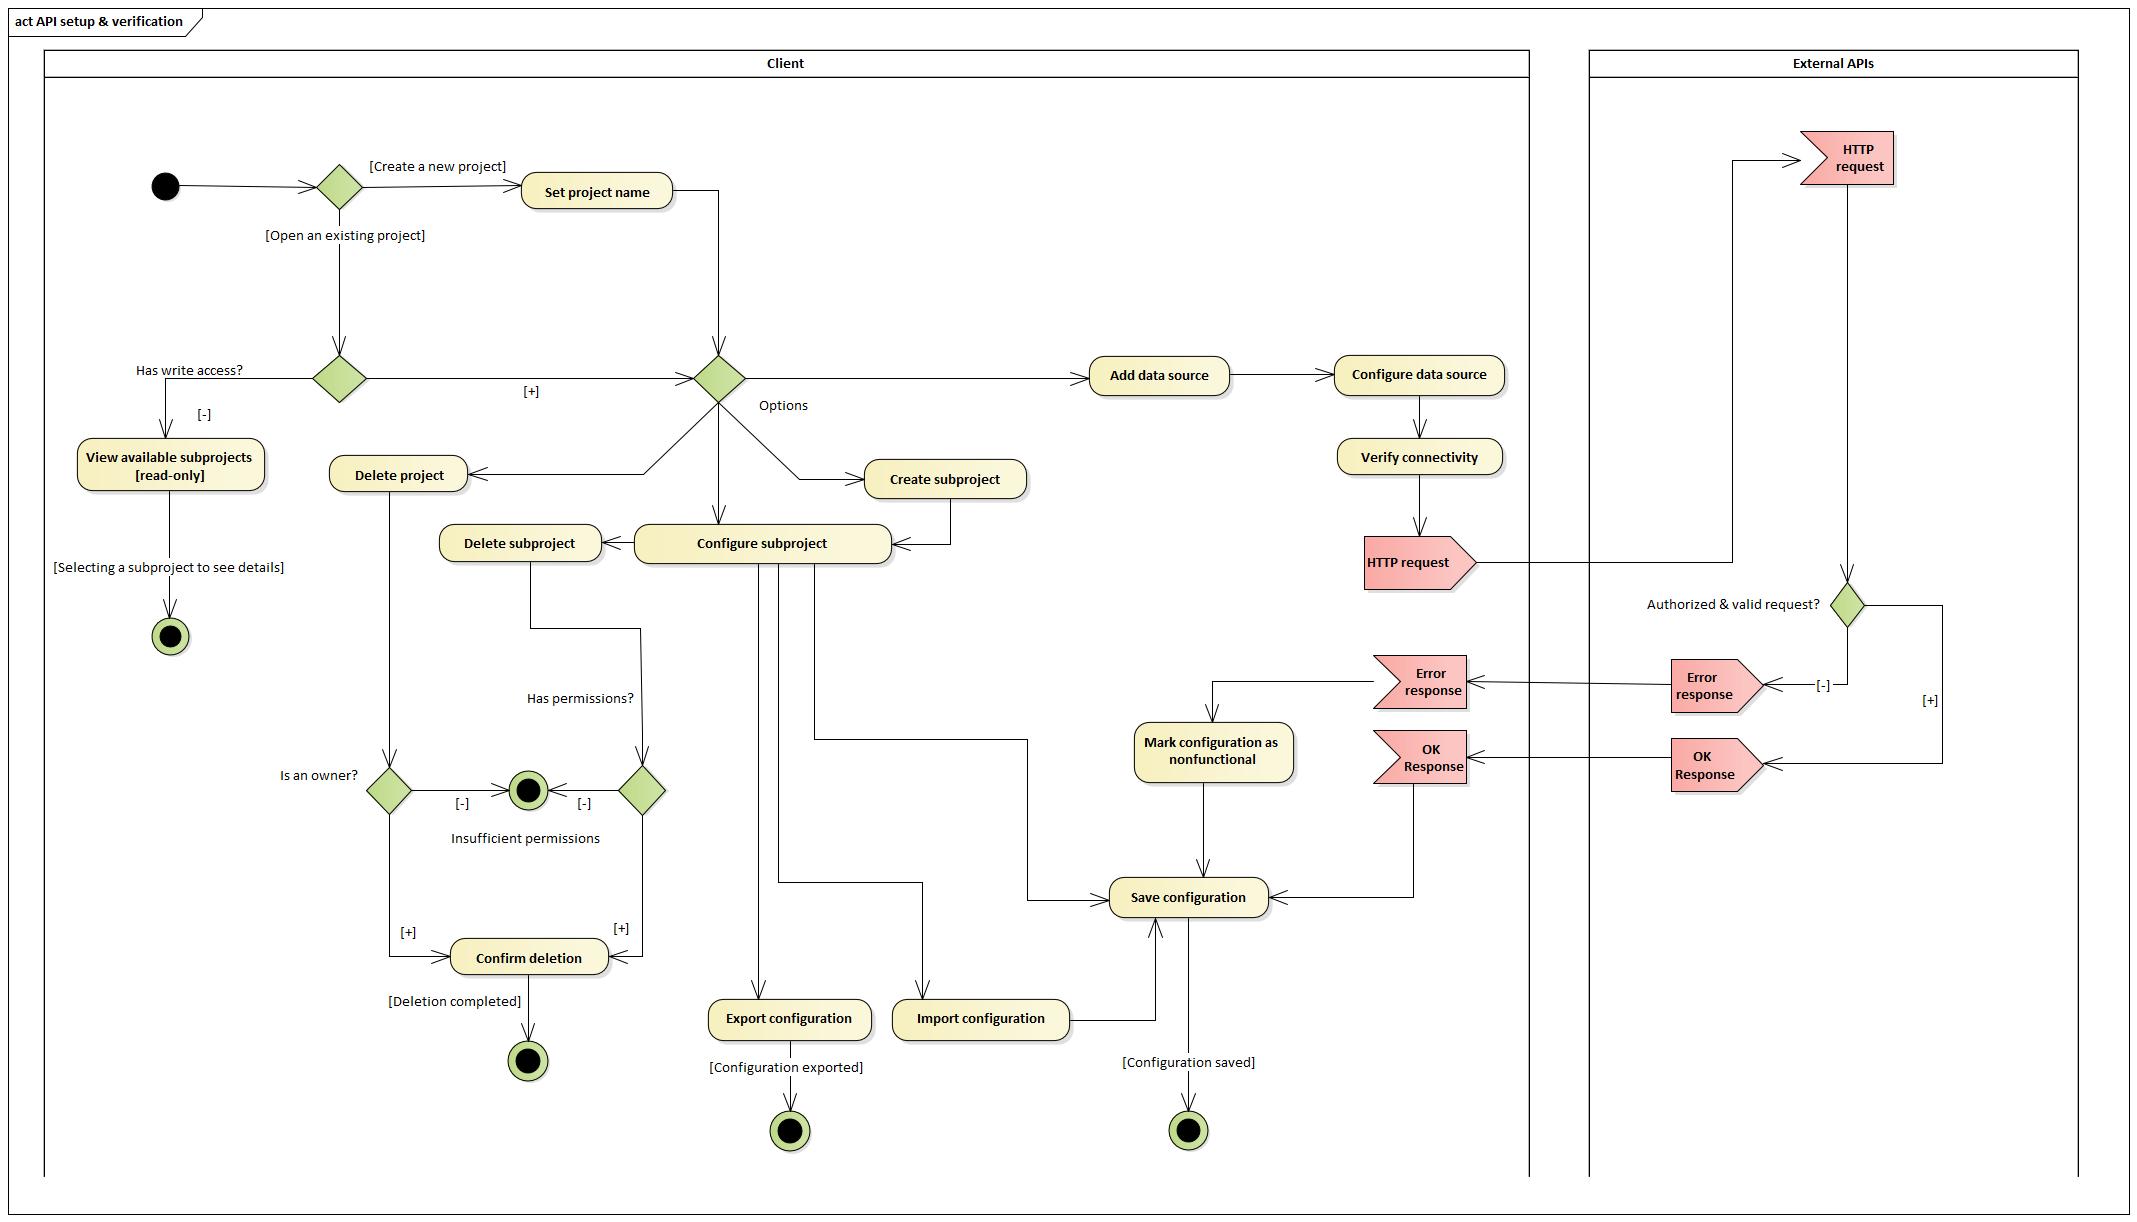 act API setup & verification
Client
External APIs
HTTP
request
[Create a new project]
Set project name
[Open an existing project]
Has write access?
[+]
[-]
Options
Add data source
Configure data source
View available subprojects
[read-only]
Delete project
Create subproject
Verify connectivity
Delete subproject
Configure subproject
[Selecting a subproject to see details]
HTTP request
Authorized & valid request?
Error
response
Error
response
[-]
[+]
Has permissions?
Mark configuration as
nonfunctional
OK
Response
OK
Response
Is an owner?
[-]
[-]
Insufficient permissions
Save configuration
[+]
[+]
Confirm deletion
[Deletion completed]
Export configuration
Import configuration
[Configuration exported]
[Configuration saved]